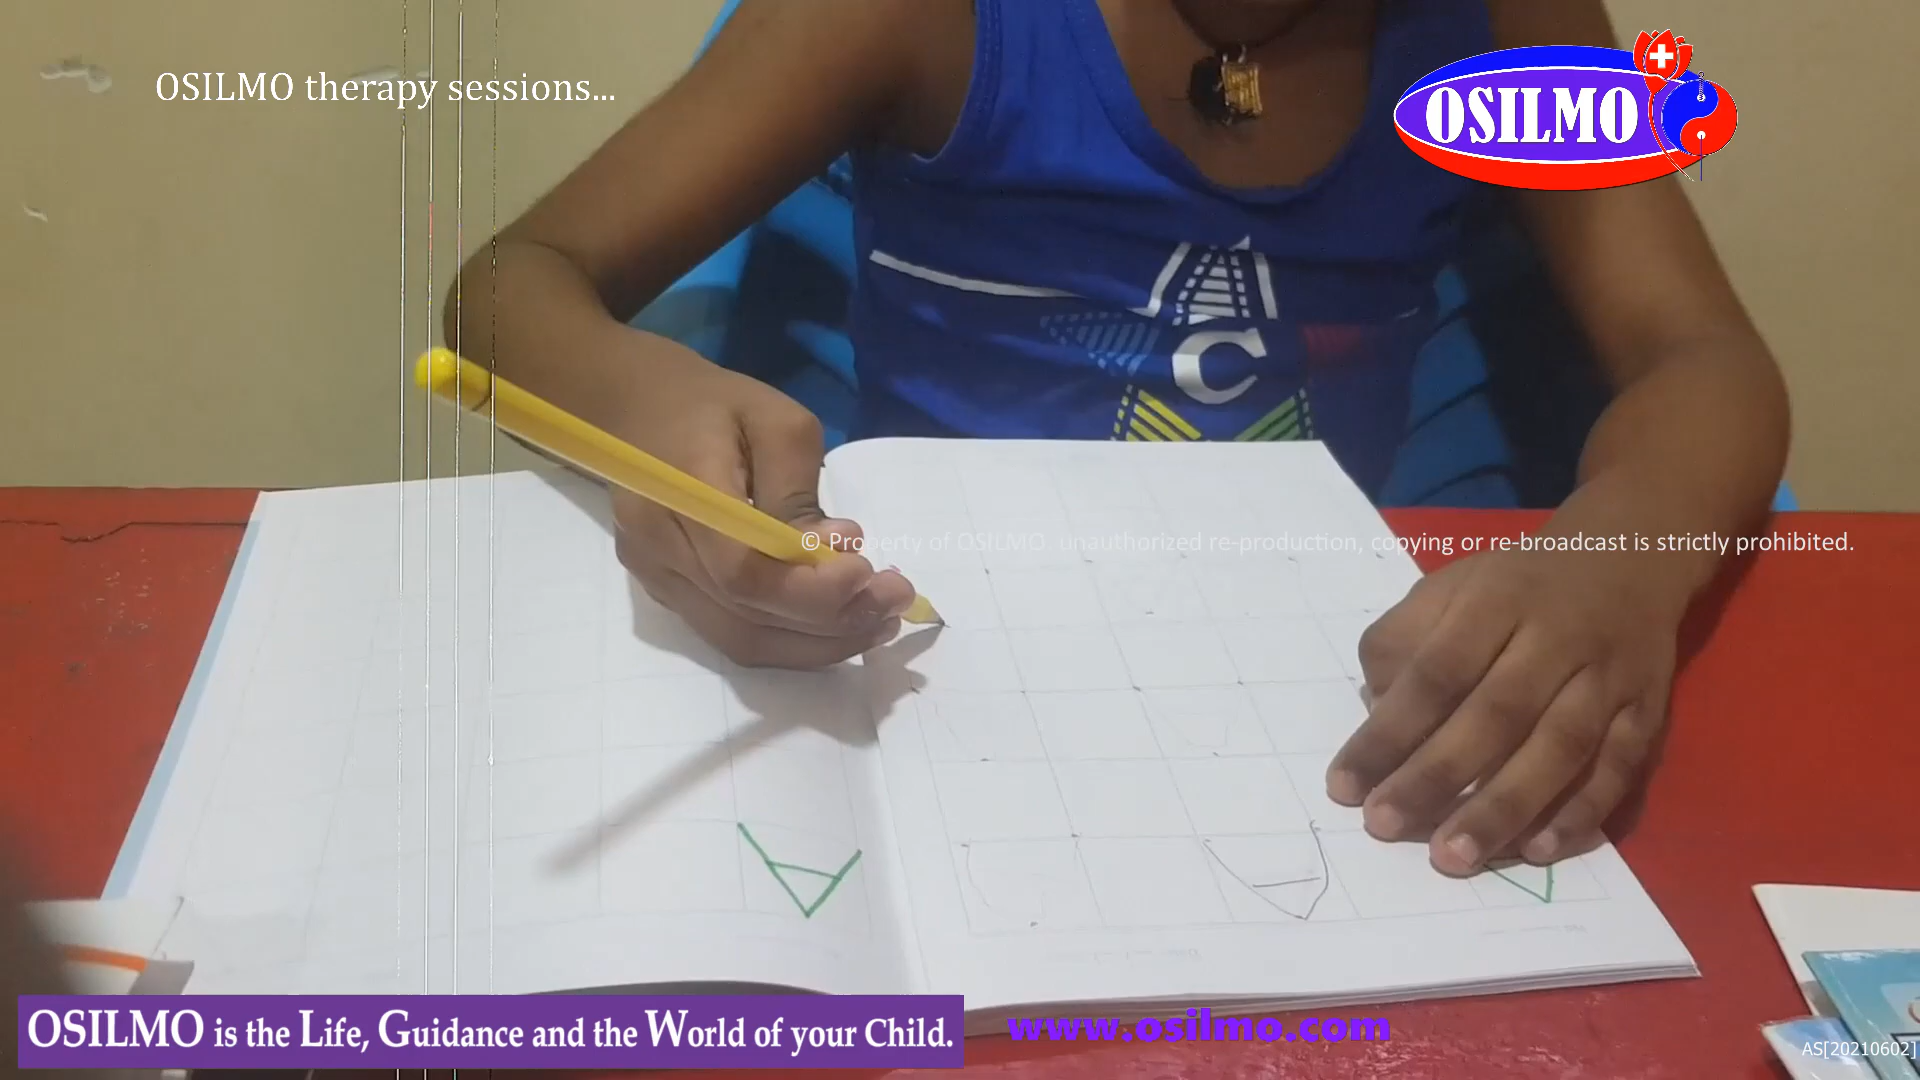 OSILMO therapy sessions...
OSILMO
A
C
© Property of OSILMO. unauthorized re-production, copying or re-broadcast is strictly prohibited.
A
A
A
OSILMO is the Life, Guidance and the World of your Child.
www.osilmo.com
AS[20210602]